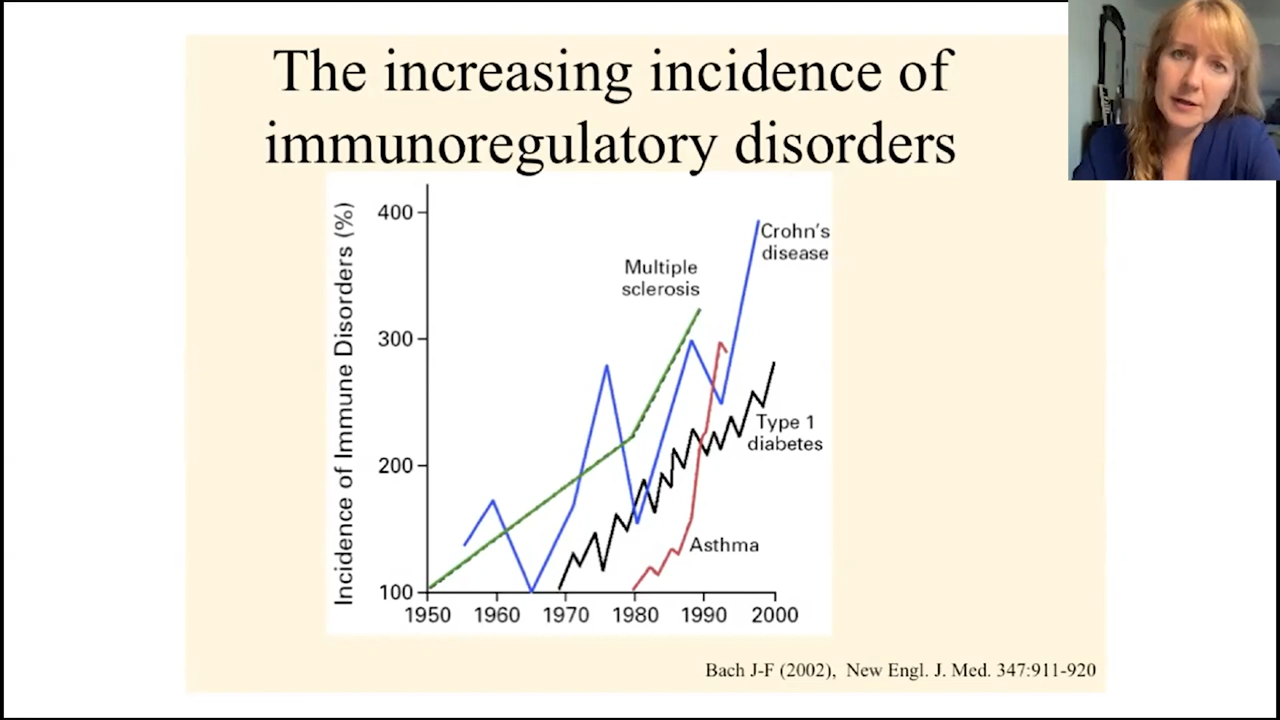 The increasing incidence of
immunoregulatory disorders
Incidence of Immune Disorders (%)
400
300
200
100
Multiple
sclerosis
Crohn's
disease
Type 1
diabetes
Asthma
1950 1960 1970 1980 1990 2000
Bach J-F (2002), New Engl. J. Med. 347:911-920